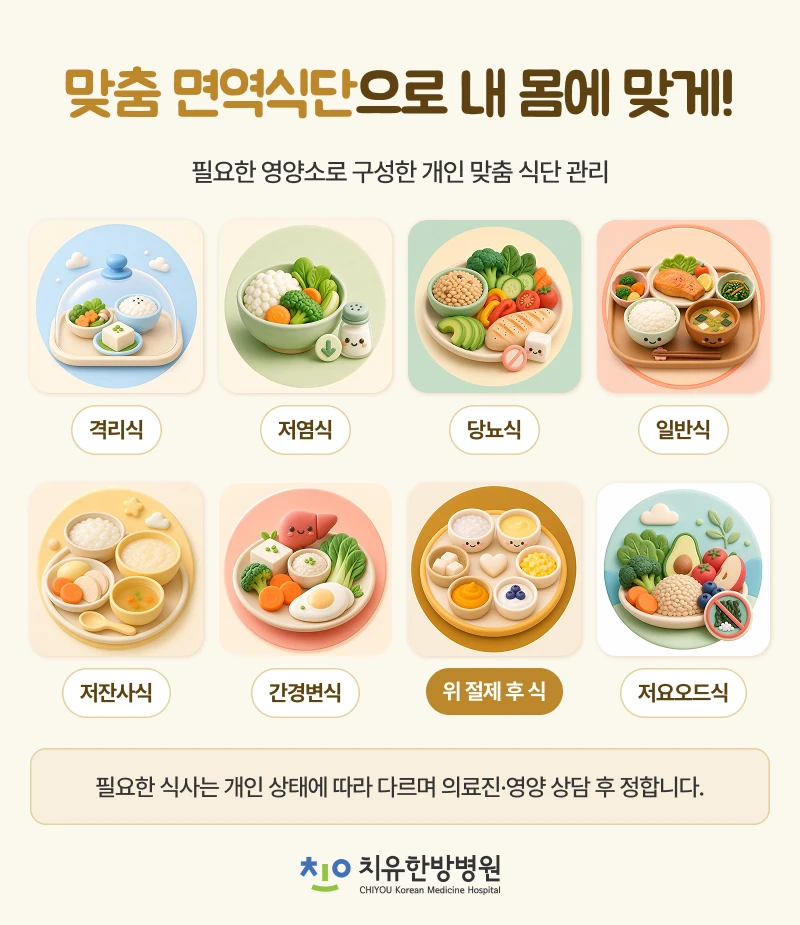 맞춤 면역식단으로 내 몸에 맞게!
필요한 영양소로 구성한 개인 맞춤 식단 관리
격리식
저염식
당뇨식
일반식
저잔사식
간경변식
위 절제 후 식
저요오드식
필요한 식사는 개인 상태에 따라 다르며 의료진·영양 상담 후 정합니다.
치유한방병원
CHIYOU Korean Medicine Hospital